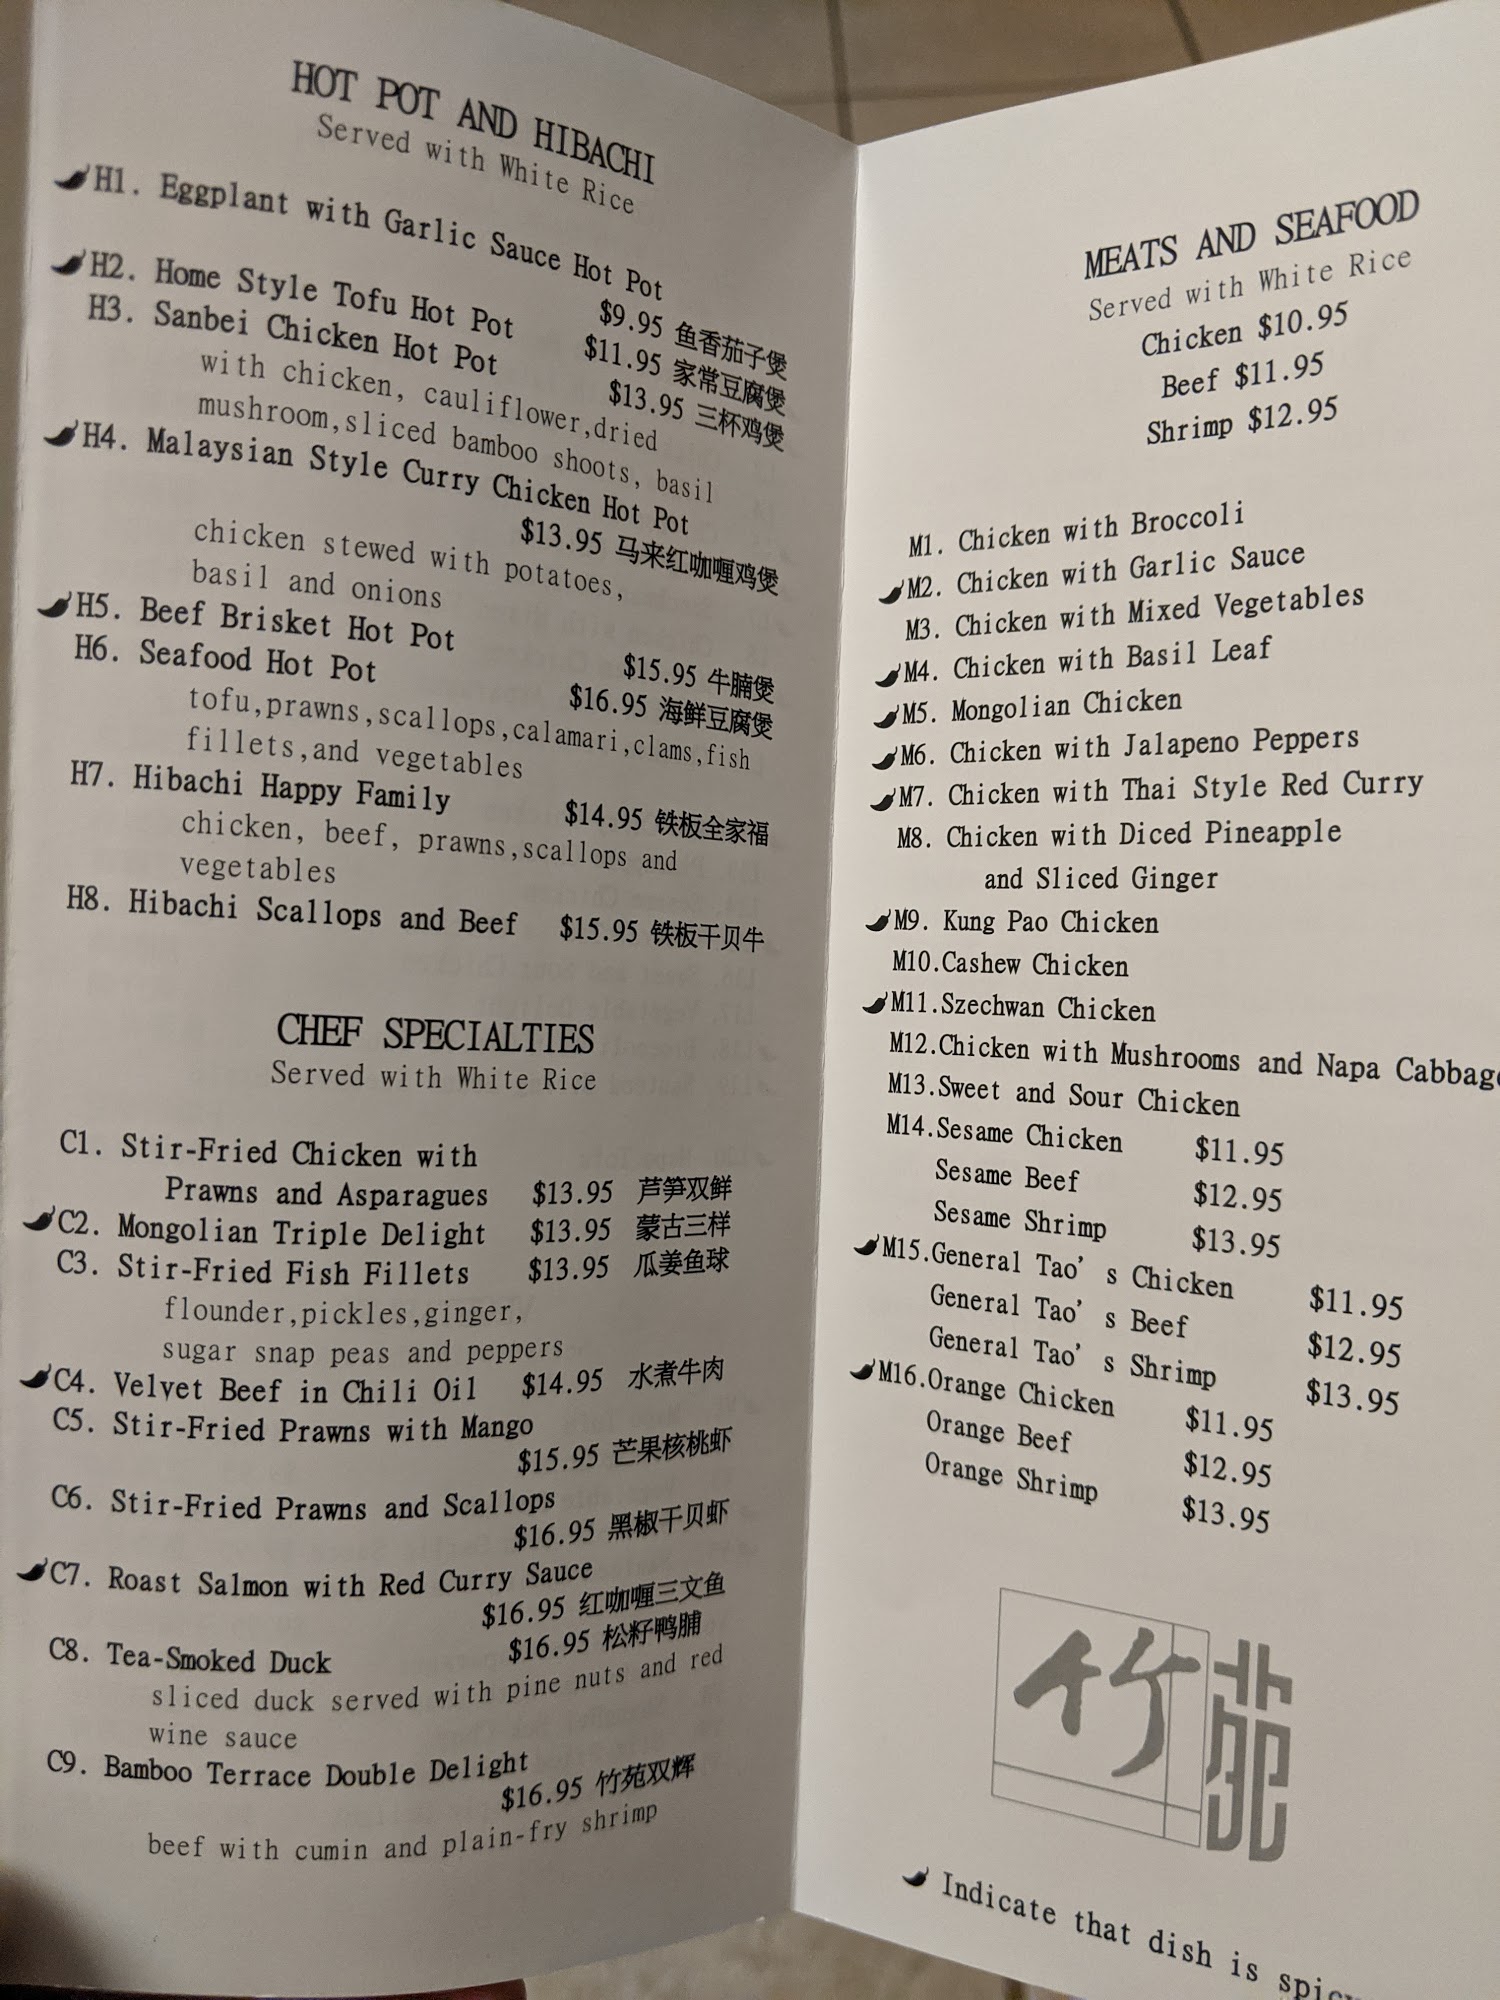 HOT POT AND HIBACHI
Served with White Rice
H1. Eggplant with Garlic Sauce Hot Pot
$9.95 鱼香茄子煲
H2. Home Style Tofu Hot Pot $11.95 家常豆腐煲
H3. Sanbei Chicken Hot Pot $13.95 三杯鸡煲
with chicken, cauliflower,dried
mushroom,sliced bamboo shoots, basil
H4. Malaysian Style Curry Chicken Hot Pot
$13.95 马来红咖喱鸡煲
chicken stewed with potatoes,
basil and onions
H5. Beef Brisket Hot Pot $15.95 牛腩煲
H6. Seafood Hot Pot $16.95 海鲜豆腐煲
tofu,prawns,scallops,calamari,clams,fish
fillets,and vegetables
H7. Hibachi Happy Family $14.95 铁板全家福
chicken, beef, prawns,scallops and
vegetables
H8. Hibachi Scallops and Beef $15.95 铁板干贝牛
CHEF SPECIALTIES
Served with White Rice
C1. Stir-Fried Chicken with
Prawns and Asparagues $13.95 芦笋双鲜
C2. Mongolian Triple Delight $13.95 蒙古三样
C3. Stir-Fried Fish Fillets $13.95 瓜姜鱼球
flounder,pickles,ginger,
sugar snap peas and peppers
C4. Velvet Beef in Chili Oil $14.95 水煮牛肉
C5. Stir-Fried Prawns with Mango
$15.95 芒果核桃虾
C6. Stir-Fried Prawns and Scallops
$16.95 黑椒干贝虾
C7. Roast Salmon with Red Curry Sauce
$16.95 红咖喱三文鱼
C8. Tea-Smoked Duck $16.95 松籽鸭脯
sliced duck served with pine nuts and red
wine sauce
C9. Bamboo Terrace Double Delight
$16.95 竹苑双辉
beef with cumin and plain-fry shrimp
MEATS AND SEAFOOD
Served with White Rice
Chicken $10.95
Beef $11.95
Shrimp $12.95
M1. Chicken with Broccoli
M2. Chicken with Garlic Sauce
M3. Chicken with Mixed Vegetables
M4. Chicken with Basil Leaf
M5. Mongolian Chicken
M6. Chicken with Jalapeno Peppers
M7. Chicken with Thai Style Red Curry
M8. Chicken with Diced Pineapple
and Sliced Ginger
M9. Kung Pao Chicken
M10.Cashew Chicken
M11.Szechwan Chicken
M12.Chicken with Mushrooms and Napa Cabbage
M13.Sweet and Sour Chicken
M14.Sesame Chicken $11.95
Sesame Beef $12.95
Sesame Shrimp $13.95
M15.General Tao' s Chicken $11.95
General Tao' s Beef $12.95
General Tao' s Shrimp $13.95
M16.Orange Chicken $11.95
Orange Beef $12.95
Orange Shrimp $13.95
竹苑
Indicate that dish is spicy